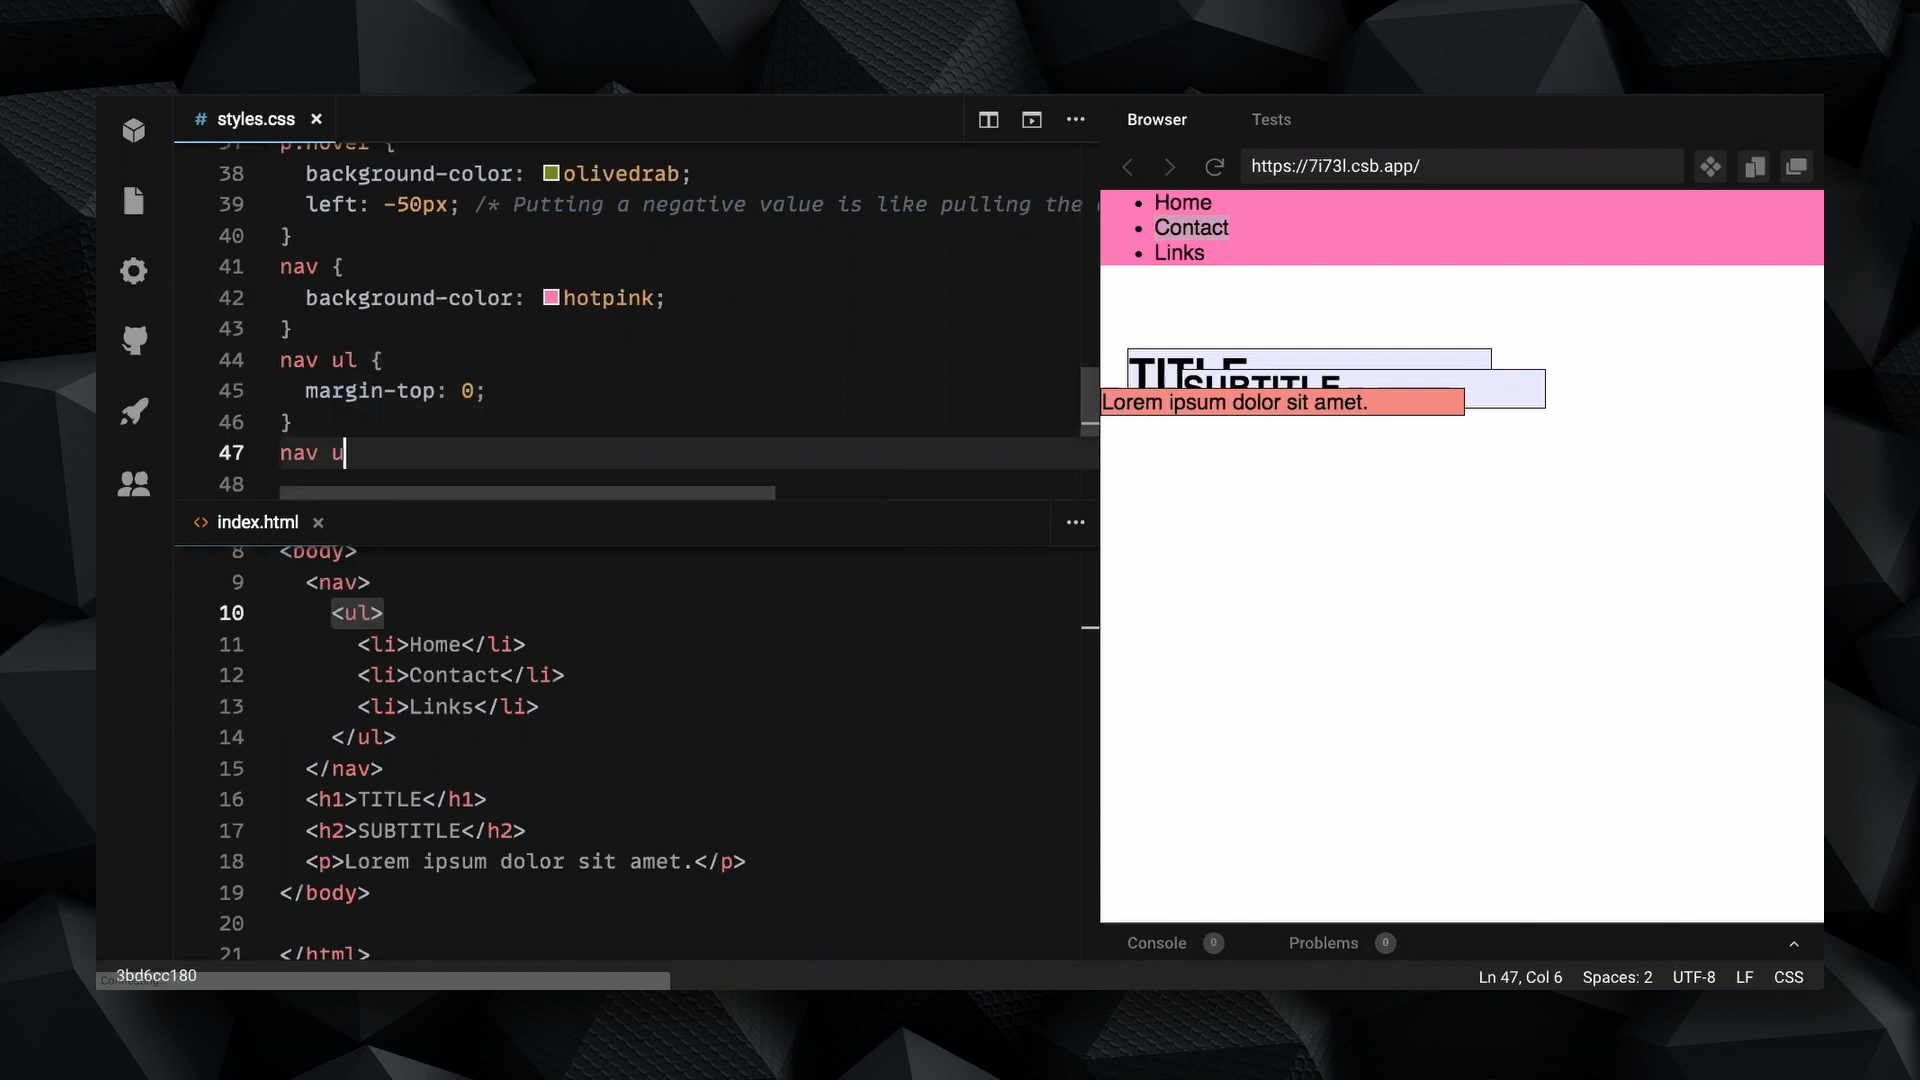 # styles.css ×
37 p:hover {
38 background-color: olivedrab;
39 left: -50px; /* Putting a negative value is like pulling the
40 }
41 nav {
42 background-color: hotpink;
43 }
44 nav ul {
45 margin-top: 0;
46 }
47 nav u
48
<> index.html ×
8 <body>
9 <nav>
10 <ul>
11 <li>Home</li>
12 <li>Contact</li>
13 <li>Links</li>
14 </ul>
15 </nav>
16 <h1>TITLE</h1>
17 <h2>SUBTITLE</h2>
18 <p>Lorem ipsum dolor sit amet.</p>
19 </body>
20
21 </html>
Browser Tests
https://7i73l.csb.app/
• Home
• Contact
• Links
TITLE
SUBTITLE
Lorem ipsum dolor sit amet.
Console 0 Problems 0
3bd6cc180
Ln 47, Col 6 Spaces: 2 UTF-8 LF CSS